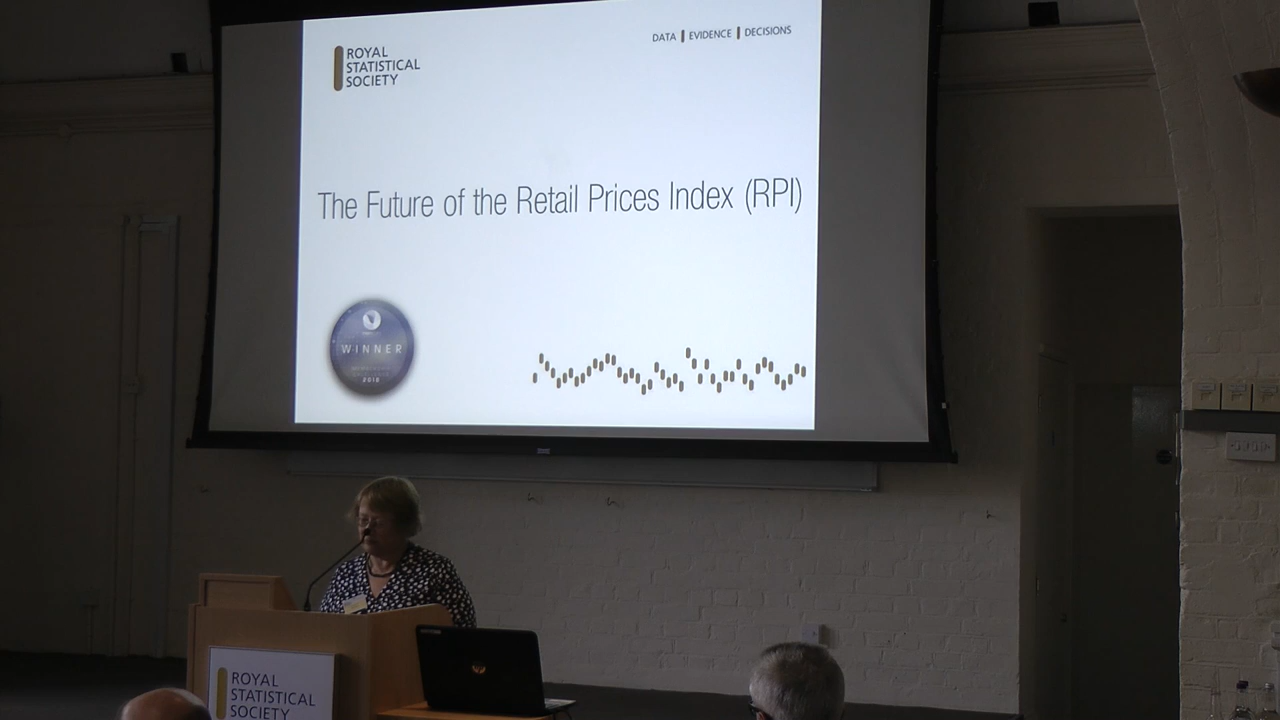 DATA | EVIDENCE | DECISIONS
ROYAL
STATISTICAL
SOCIETY
The Future of the Retail Prices Index (RPI)
WINNER
2018
ROYAL
STATISTICAL
SOCIETY